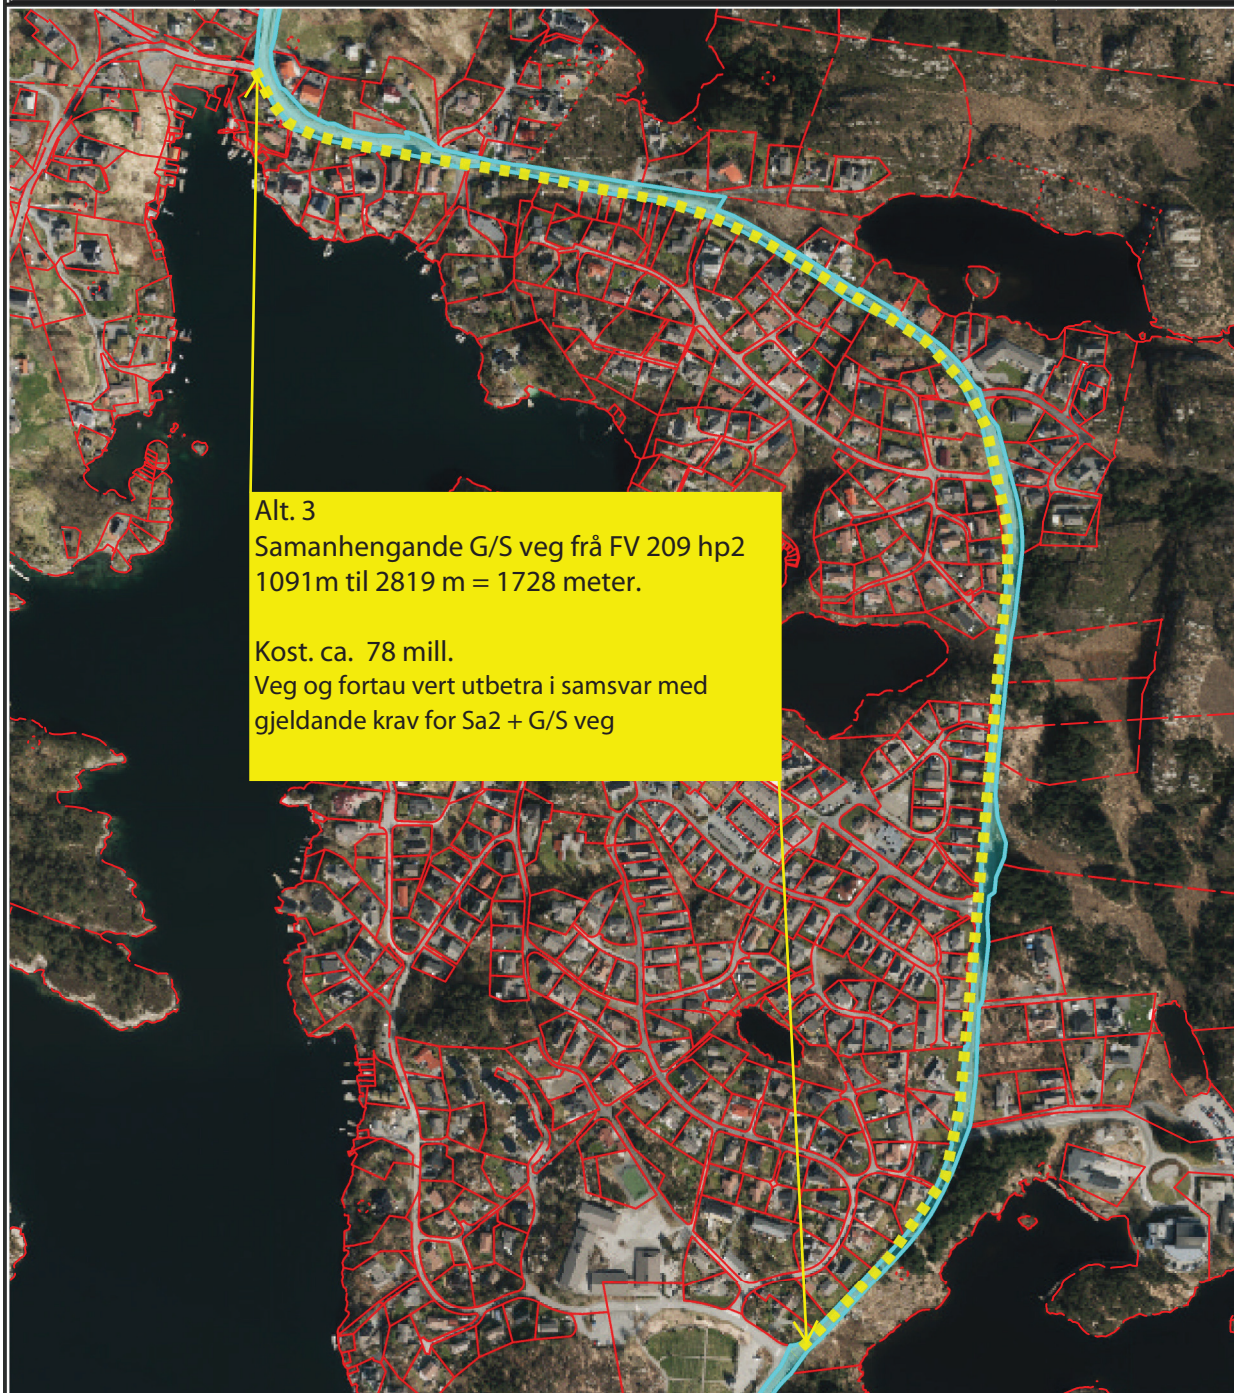 Alt. 3
Samanhengande G/S veg frå FV 209 hp2
1091m til 2819 m = 1728 meter.
Kost. ca. 78 mill.
Veg og fortau vert utbetra i samsvar med
gjeldande krav for Sa2 + G/S veg